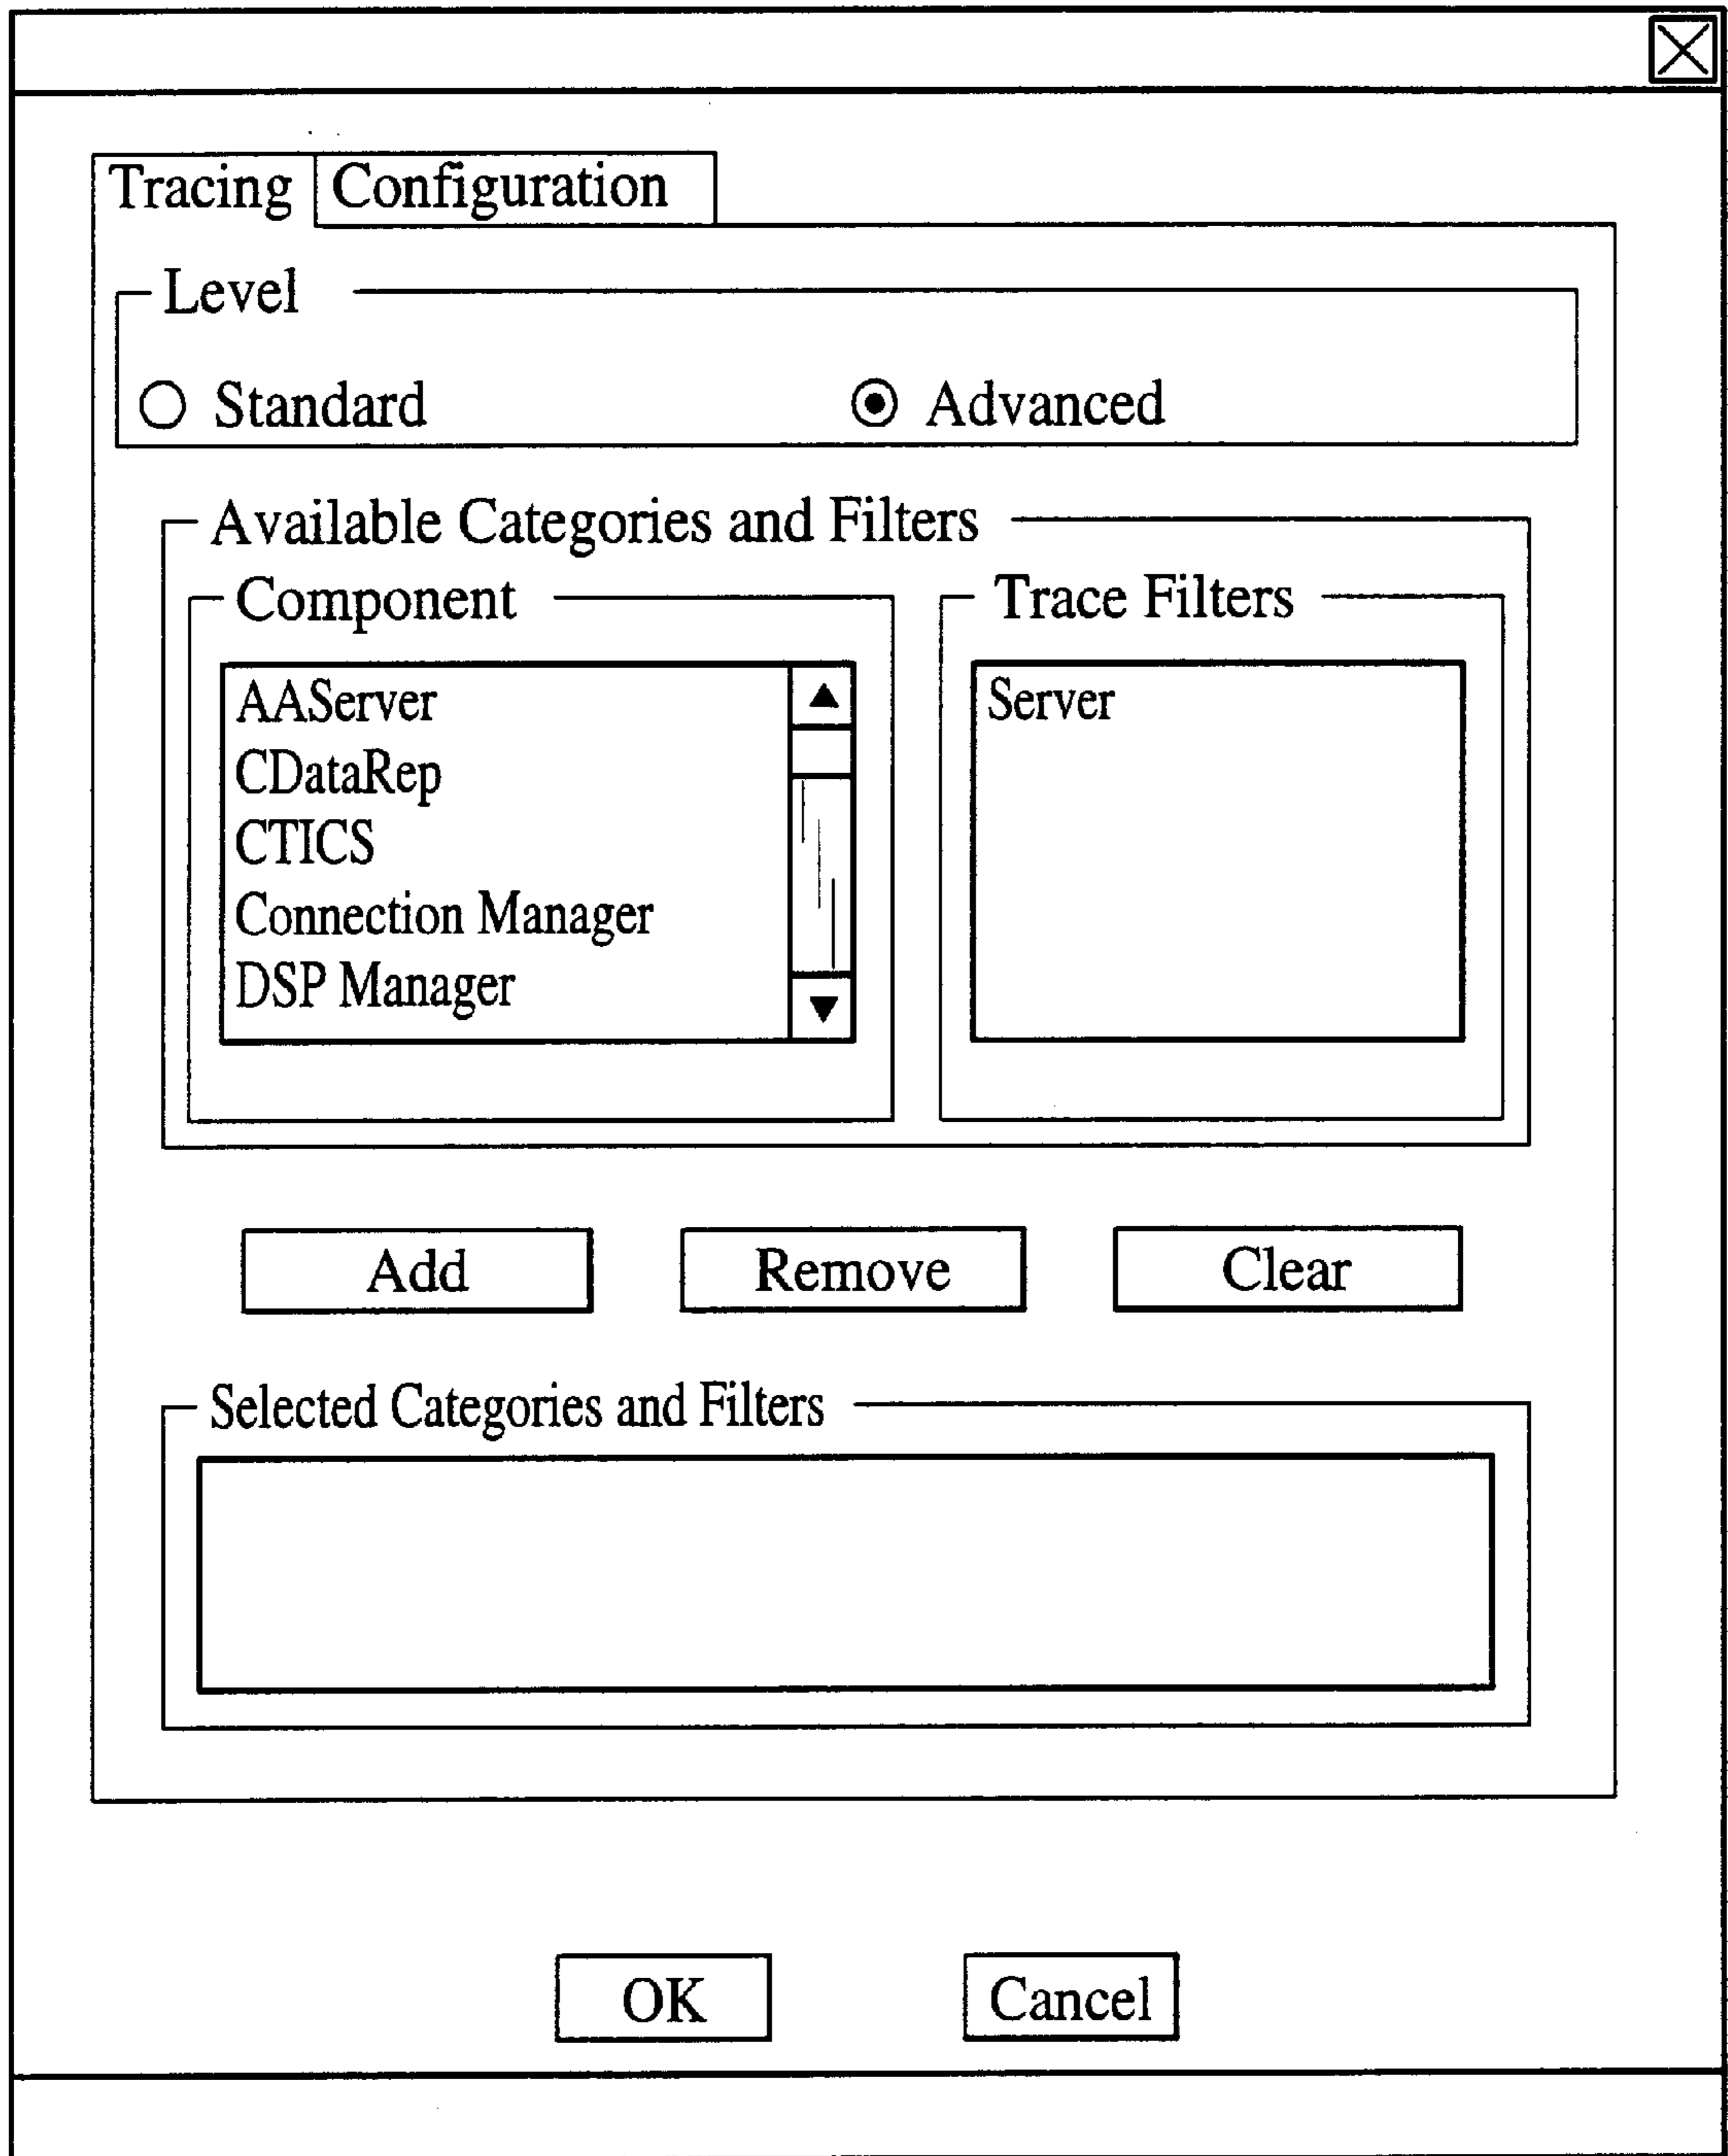 Tracing Configuration
Level
Standard Advanced
Available Categories and Filters
Component Trace Filters
AAServer
CDataRep
CTICS
Connection Manager
DSP Manager
Server
Add Remove Clear
Selected Categories and Filters
OK Cancel